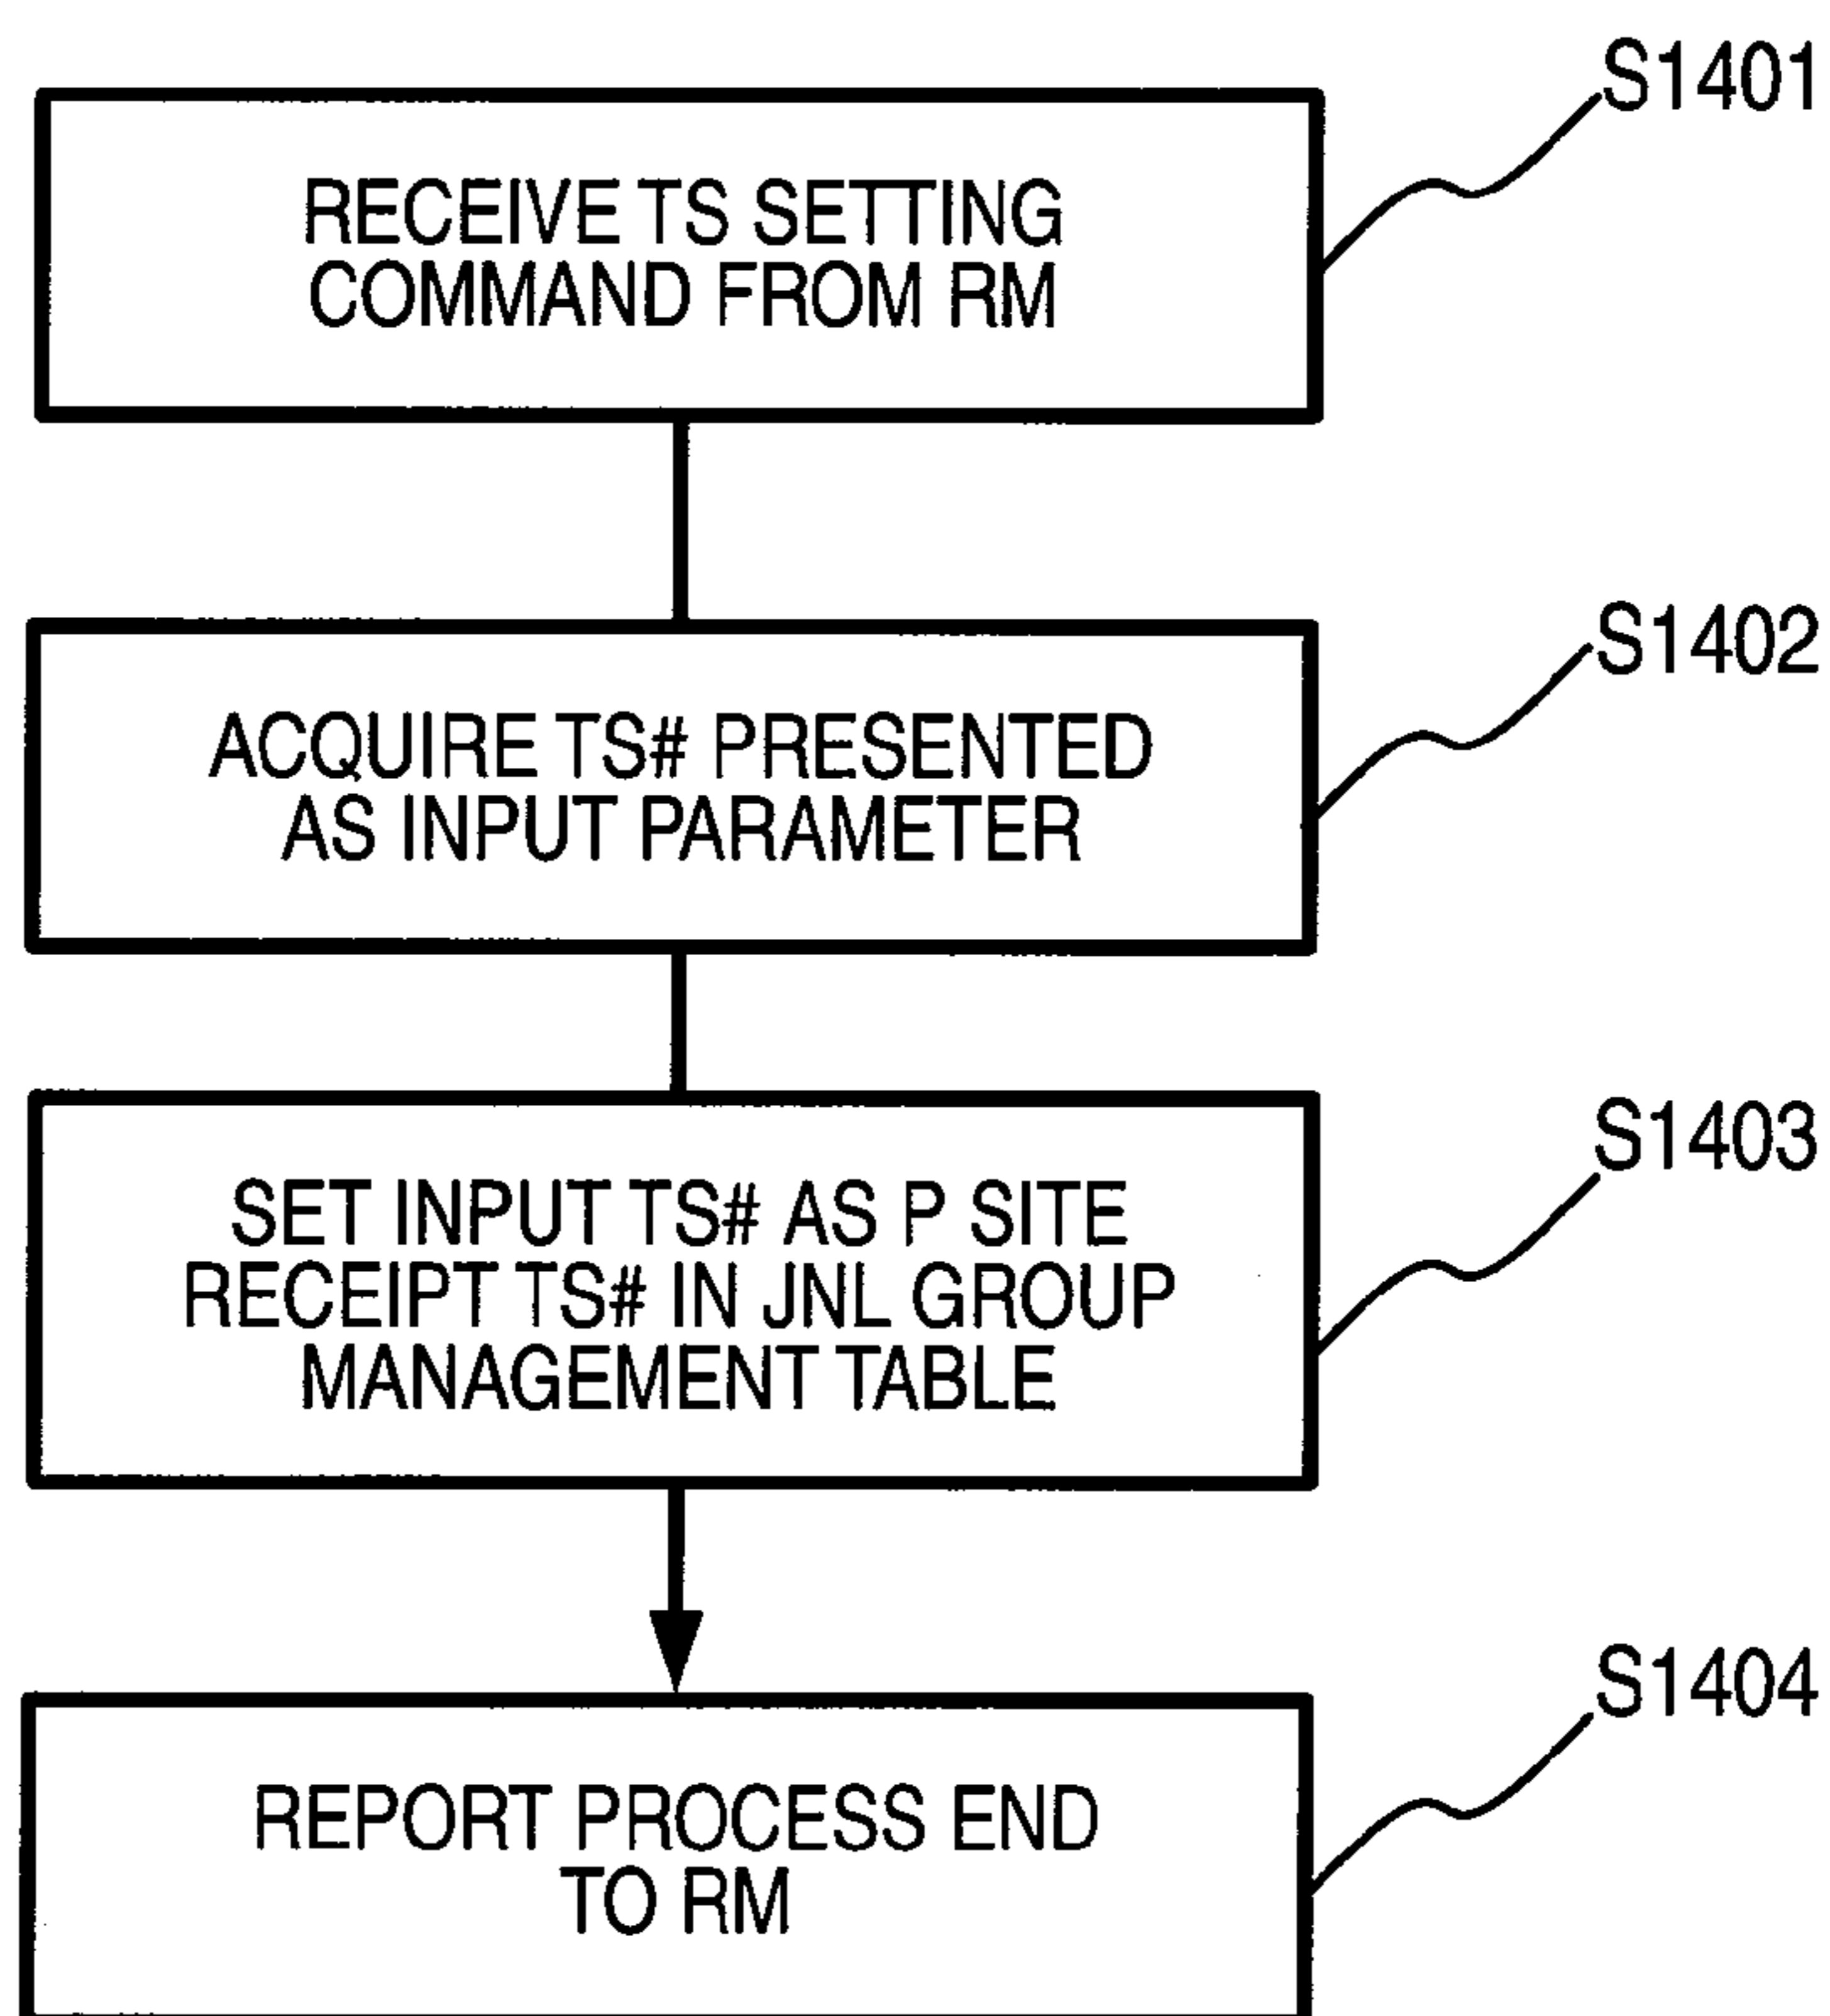 S1401
RECEIVE TS SETTING
COMMAND FROM RM
S1402
ACQUIRE TS# PRESENTED
AS INPUT PARAMETER
S1403
SET INPUT TS# AS P SITE
RECEIPT TS# IN JNL GROUP
MANAGEMENT TABLE
S1404
REPORT PROCESS END
TO RM